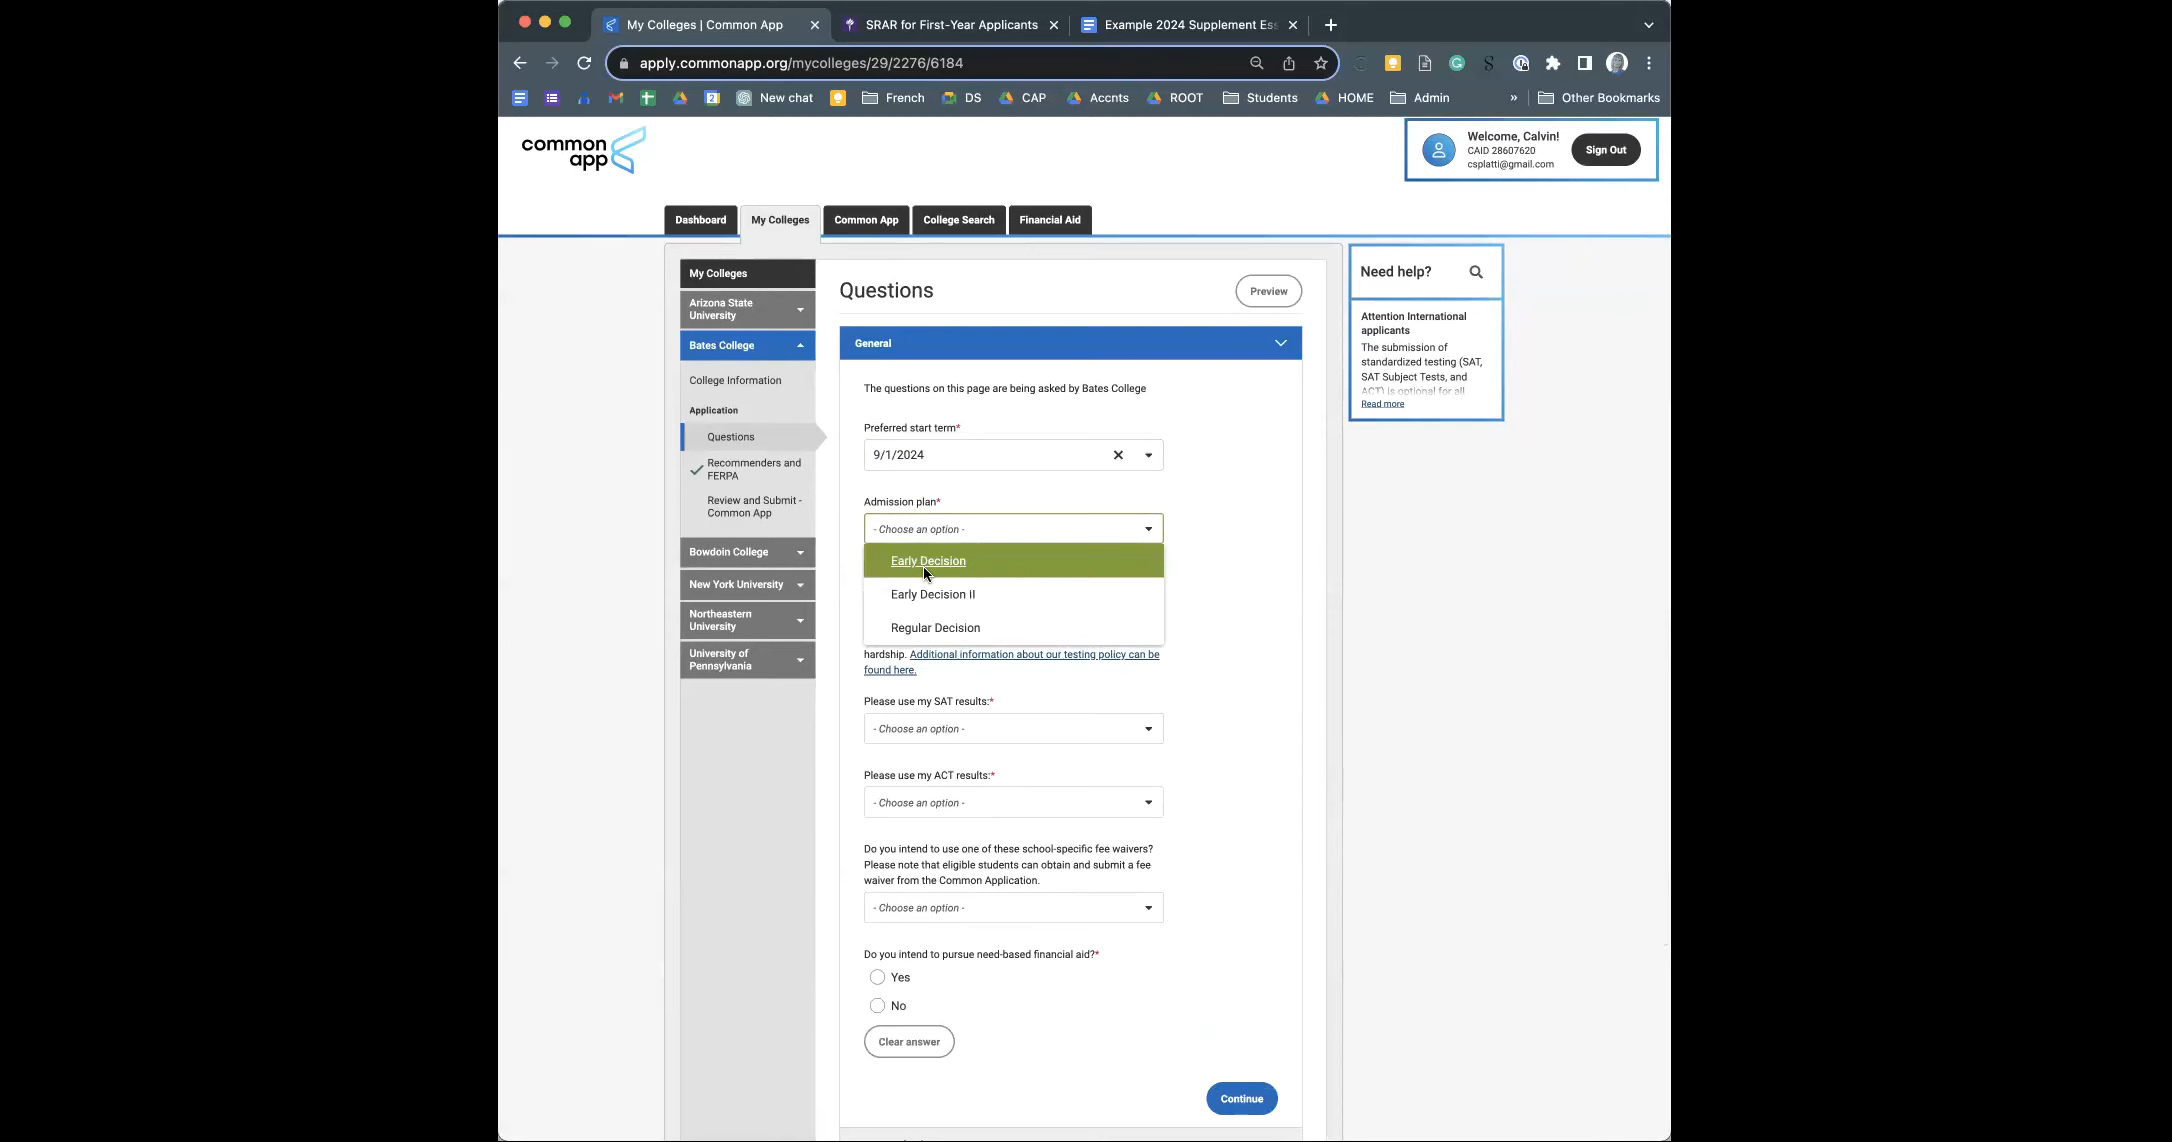 My Colleges | Common App
SRAR for First-Year Applicants
Example 2024 Supplement Ess
apply.commonapp.org/mycolleges/29/2276/6184
New chat
French
DS
CAP
Accnts
ROOT
Students
HOME
Admin
»
Other Bookmarks
common
app
Welcome, Calvin!
CAID 28607620
csplatti@gmail.com
Sign Out
Dashboard
My Colleges
Common App
College Search
Financial Aid
My Colleges
Arizona State
University
Bates College
College Information
Application
Questions
Recommenders and
FERPA
Review and Submit -
Common App
Bowdoin College
New York University
Northeastern
University
University of
Pennsylvania
Questions
Preview
General
The questions on this page are being asked by Bates College
Preferred start term*
9/1/2024
Admission plan*
- Choose an option -
Early Decision
Early Decision II
Regular Decision
hardship. Additional information about our testing policy can be
found here.
Please use my SAT results:*
- Choose an option -
Please use my ACT results:*
- Choose an option -
Do you intend to use one of these school-specific fee waivers?
Please note that eligible students can obtain and submit a fee
waiver from the Common Application.
- Choose an option -
Do you intend to pursue need-based financial aid?*
Yes
No
Clear answer
Continue
Need help?
Attention International
applicants
The submission of
standardized testing (SAT,
SAT Subject Tests, and
ACT) is optional for all
Read more